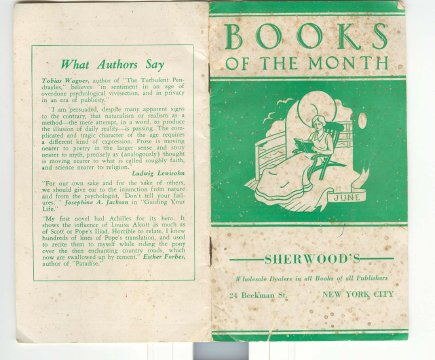 What Authors Say
Tobias Wagner, author of "The Turbulent Pen-
drayles," believes "in sentiment in an age of
overdone psychological vivisection, and in privacy
in an era of publicity."
"I am persuaded, despite many apparent signs
to the contrary, that naturalism or realism as a
method—the mere attempt, in a word, to produce
the illusion of daily reality—is passing. The com-
plicated and tragic character of the age requires
a different kind of expression. Prose is moving
nearer to poetry in the larger sense and story
nearer to myth, precisely as (analogously) thought
is moving nearer to what is called roughly faith,
and science nearer to religion."
Ludwig Lewisohn
"For our own sake and for the sake of others,
we should give ear to the injunction from nature
and from the psychologist, 'Don't file your fail-
ures.'" Josephine A. Jackson in "Guiding Your
Life."
"My first novel had Achilles for its hero. It
shows the influence of Louisa Alcott as much as
of Scott or Pope's Iliad. Horrible to relate, I knew
hundreds of lines of Pope's translation, and used
to recite them to myself while riding the pony
over the then enchanting country roads, which
now are swallowed up by cement." Esther Forbes,
author of "Paradise."
BOOKS
OF THE MONTH
JUNE
SHERWOOD'S
Wholesale Dealers in all Books of all Publishers
24 Beekman St. NEW YORK CITY